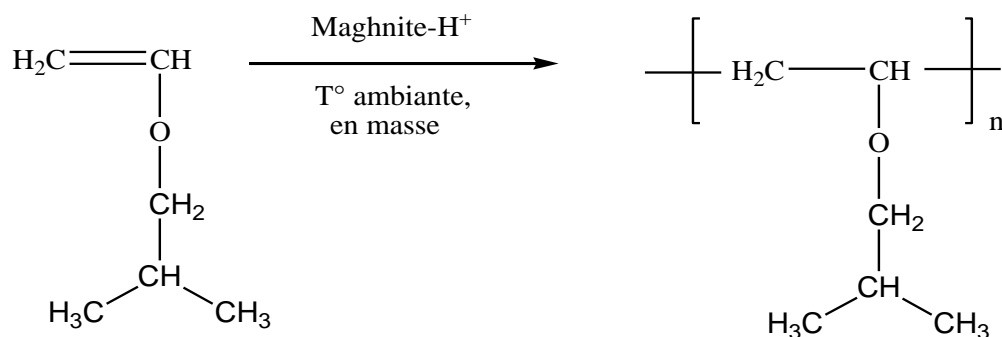 Maghnite-H+
T° ambiante,
en masse
H2C CH
O
CH2
CH
H3C CH3
H2C CH
n
O
CH2
CH
H3C CH3